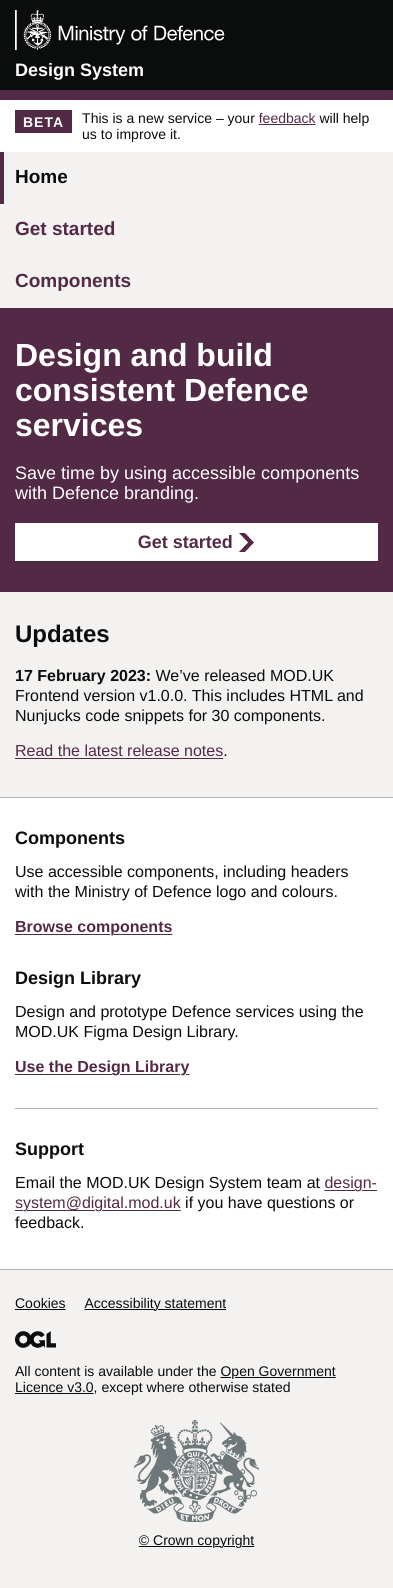 Ministry of Defence
Design System
BETA
This is a new service – your feedback will help
us to improve it.
Home
Get started
Components
Design and build
consistent Defence
services
Save time by using accessible components
with Defence branding.
Get started
Updates
17 February 2023: We’ve released MOD.UK
Frontend version v1.0.0. This includes HTML and
Nunjucks code snippets for 30 components.
Read the latest release notes.
Components
Use accessible components, including headers
with the Ministry of Defence logo and colours.
Browse components
Design Library
Design and prototype Defence services using the
MOD.UK Figma Design Library.
Use the Design Library
Support
Email the MOD.UK Design System team at design-
system@digital.mod.uk if you have questions or
feedback.
Cookies Accessibility statement
OGL
All content is available under the Open Government
Licence v3.0, except where otherwise stated
DIEU ET MON DROIT
© Crown copyright